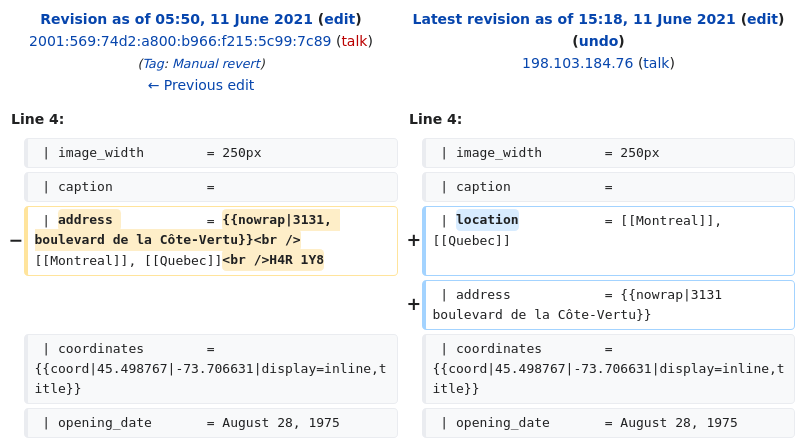 Revision as of 05:50, 11 June 2021 (edit)
2001:569:74d2:a800:b966:f215:5c99:7c89 (talk)
(Tag: Manual revert)
← Previous edit
Latest revision as of 15:18, 11 June 2021 (edit)
(undo)
198.103.184.76 (talk)
Line 4:
| image_width        = 250px
| caption            =
− | address            = {{nowrap|3131,
boulevard de la Côte-Vertu}}<br />
[[Montreal]], [[Quebec]]<br />H4R 1Y8
| coordinates        =
{{coord|45.498767|-73.706631|display=inline,t
itle}}
| opening_date       = August 28, 1975
Line 4:
| image_width        = 250px
| caption            =
+ | location           = [[Montreal]],
[[Quebec]]
+ | address            = {{nowrap|3131
boulevard de la Côte-Vertu}}
| coordinates        =
{{coord|45.498767|-73.706631|display=inline,t
itle}}
| opening_date       = August 28, 1975